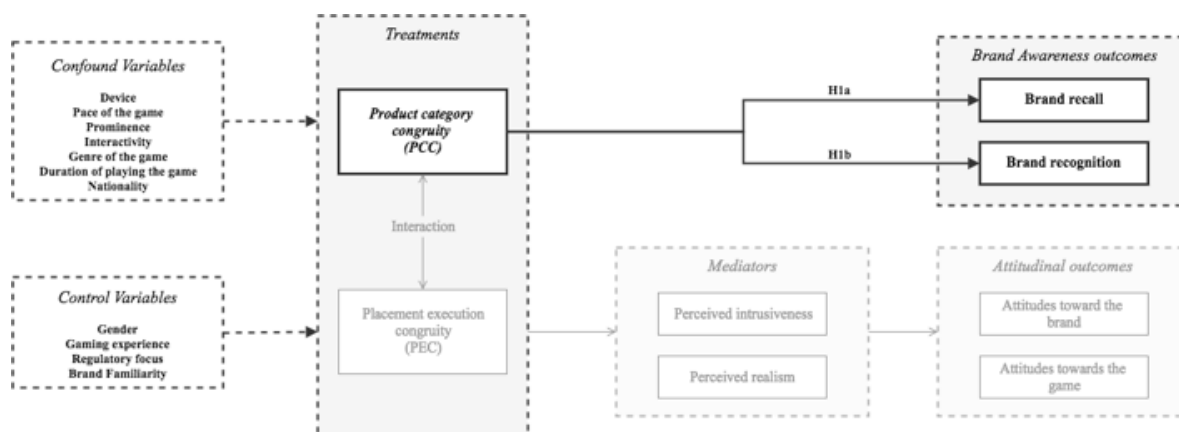 Confound Variables
Device
Pace of the game
Prominence
Interactivity
Genre of the game
Duration of playing the game
Nationality
Control Variables
Gender
Gaming experience
Regulatory focus
Brand Familiarity
Treatments
Product category
congruity
(PCC)
Interaction
Placement execution
congruity
(PEC)
H1a
H1b
Brand Awareness outcomes
Brand recall
Brand recognition
Mediators
Perceived intrusiveness
Perceived realism
Attitudinal outcomes
Attitudes toward the
brand
Attitudes towards the
game